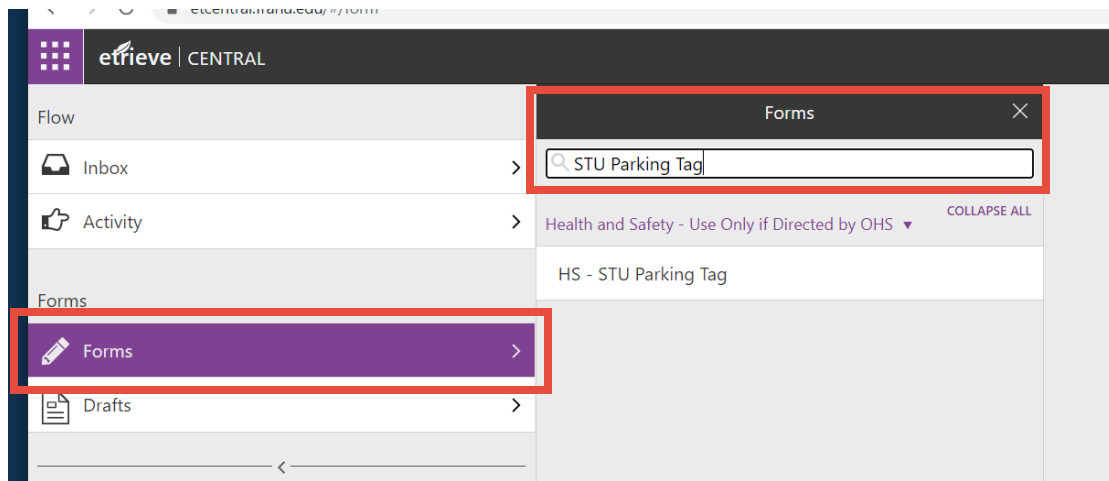 etrieve | CENTRAL
Flow
Inbox
Activity
Forms
Forms
Drafts
Forms
STU Parking Tag
COLLAPSE ALL
Health and Safety - Use Only if Directed by OHS
HS - STU Parking Tag